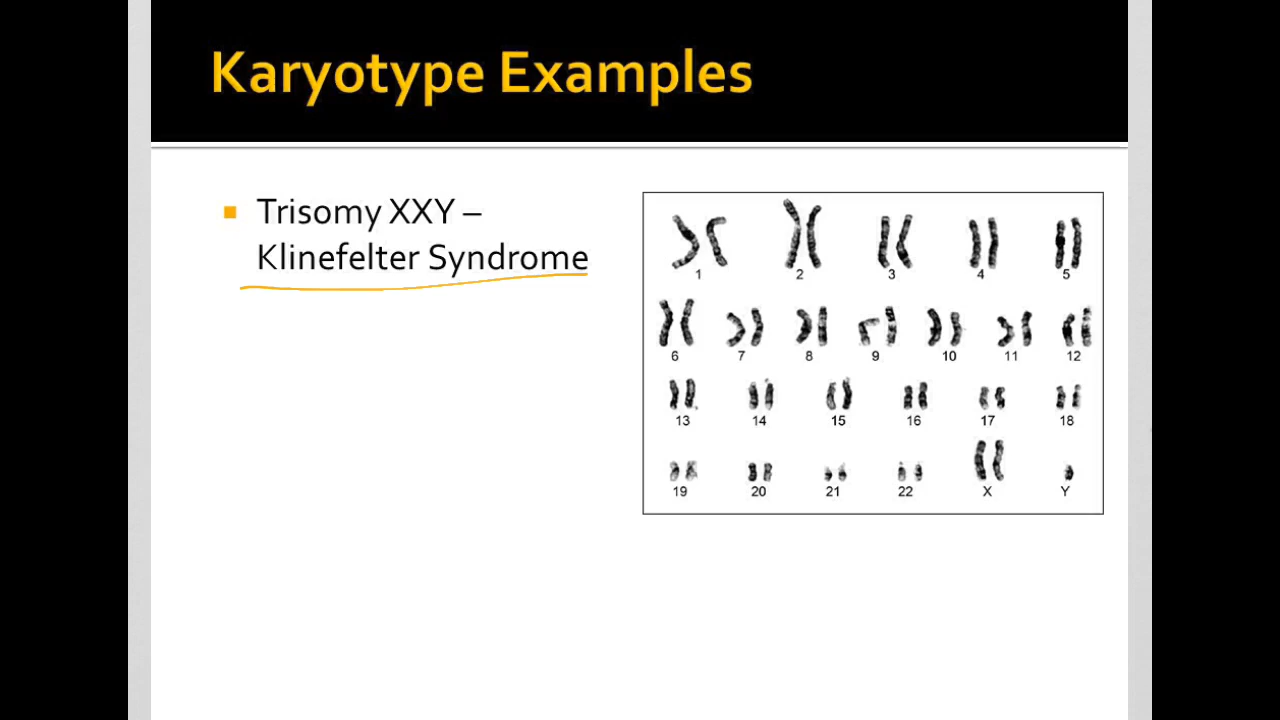 Karyotype Examples
Trisomy XXY –
Klinefelter Syndrome
1 2 3 4 5
6 7 8 9 10 11 12
13 14 15 16 17 18
19 20 21 22 X Y